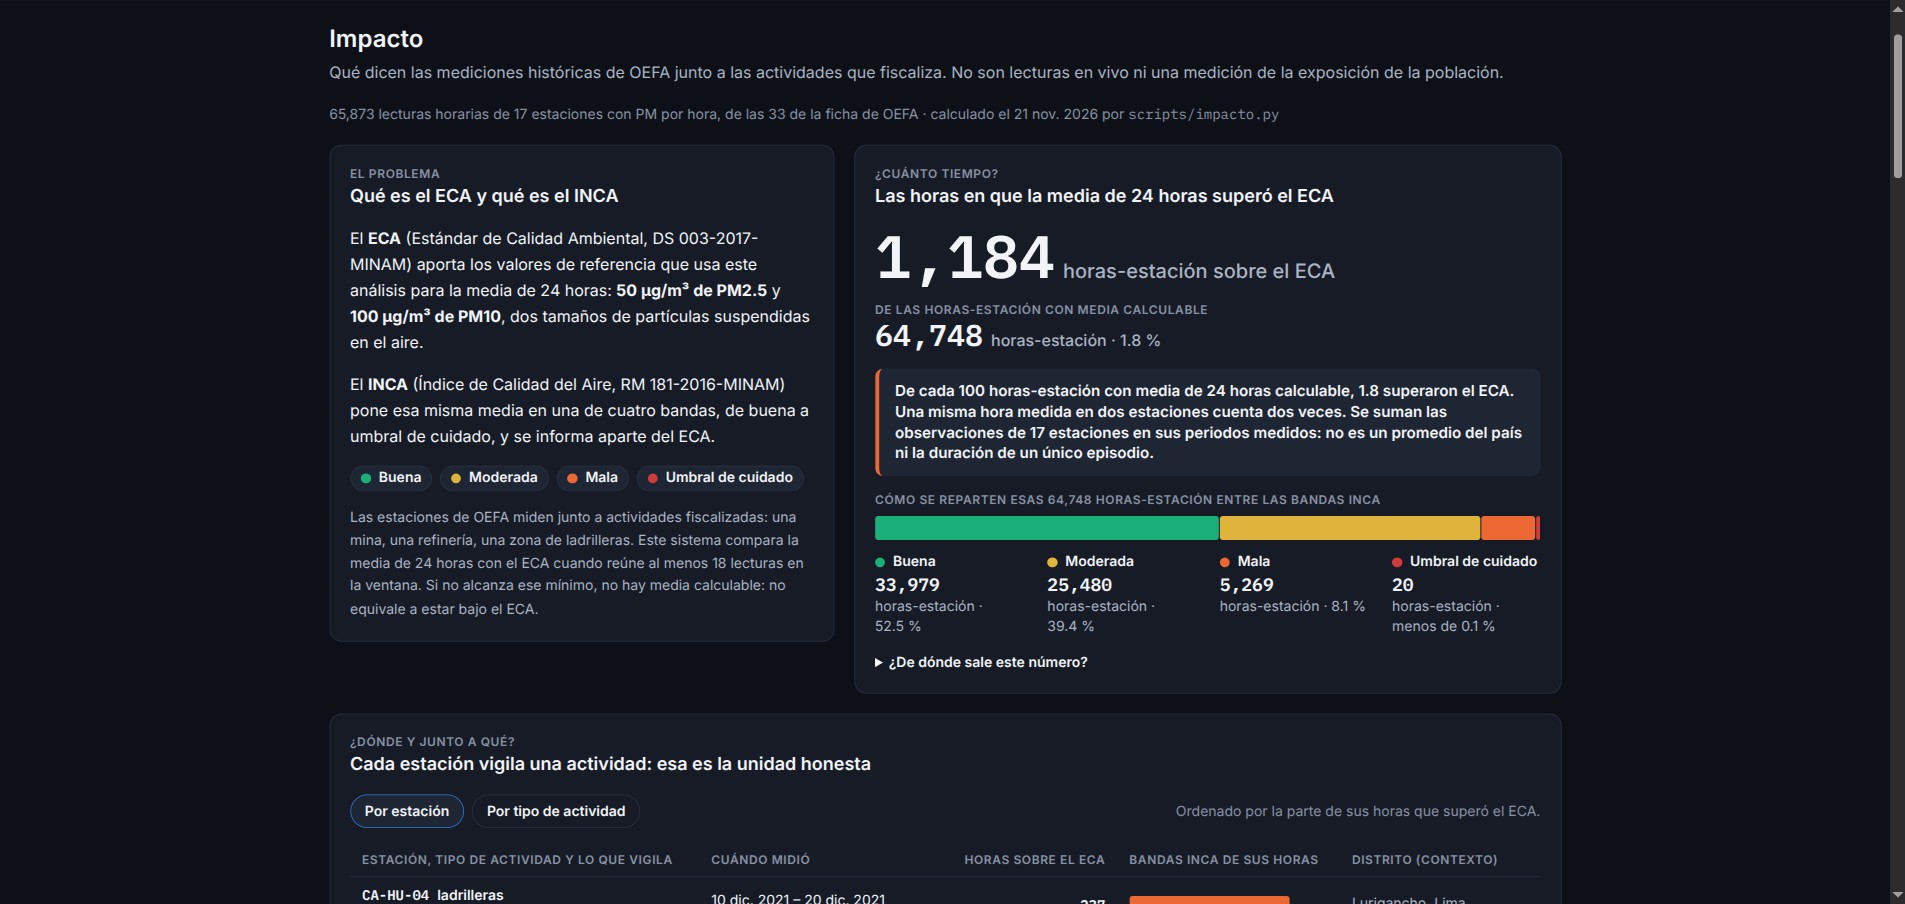 Impacto
Qué dicen las mediciones históricas de OEFA junto a las actividades que fiscaliza. No son lecturas en vivo ni una medición de la exposición de la población.
65,873 lecturas horarias de 17 estaciones con PM por hora, de las 33 de la ficha de OEFA · calculado el 21 nov. 2026 por scripts/impacto.py
EL PROBLEMA
Qué es el ECA y qué es el INCA
El ECA (Estándar de Calidad Ambiental, DS 003-2017-
MINAM) aporta los valores de referencia que usa este
análisis para la media de 24 horas: 50 µg/m³ de PM2.5 y
100 µg/m³ de PM10, dos tamaños de partículas suspendidas
en el aire.
El INCA (Índice de Calidad del Aire, RM 181-2016-MINAM)
pone esa misma media en una de cuatro bandas, de buena a
umbral de cuidado, y se informa aparte del ECA.
Buena Moderada Mala Umbral de cuidado
Las estaciones de OEFA miden junto a actividades fiscalizadas: una
mina, una refinería, una zona de ladrilleras. Este sistema compara la
media de 24 horas con el ECA cuando reúne al menos 18 lecturas en
la ventana. Si no alcanza ese mínimo, no hay media calculable: no
equivale a estar bajo el ECA.
¿CUÁNTO TIEMPO?
Las horas en que la media de 24 horas superó el ECA
1,184 horas-estación sobre el ECA
DE LAS HORAS-ESTACIÓN CON MEDIA CALCULABLE
64,748 horas-estación · 1.8 %
De cada 100 horas-estación con media de 24 horas calculable, 1.8 superaron el ECA.
Una misma hora medida en dos estaciones cuenta dos veces. Se suman las
observaciones de 17 estaciones en sus periodos medidos: no es un promedio del país
ni la duración de un único episodio.
CÓMO SE REPARTEN ESAS 64,748 HORAS-ESTACIÓN ENTRE LAS BANDAS INCA
Buena
33,979
horas-estación ·
52.5 %
Moderada
25,480
horas-estación ·
39.4 %
Mala
5,269
horas-estación · 8.1 %
Umbral de cuidado
20
horas-estación ·
menos de 0.1 %
¿De dónde sale este número?
¿DÓNDE Y JUNTO A QUÉ?
Cada estación vigila una actividad: esa es la unidad honesta
Por estación Por tipo de actividad Ordenado por la parte de sus horas que superó el ECA.
ESTACIÓN, TIPO DE ACTIVIDAD Y LO QUE VIGILA CUÁNDO MIDIÓ HORAS SOBRE EL ECA BANDAS INCA DE SUS HORAS DISTRITO (CONTEXTO)
CA-HU-04 ladrilleras 10 dic. 2021 – 20 dic. 2021 Lurigancho, Lima